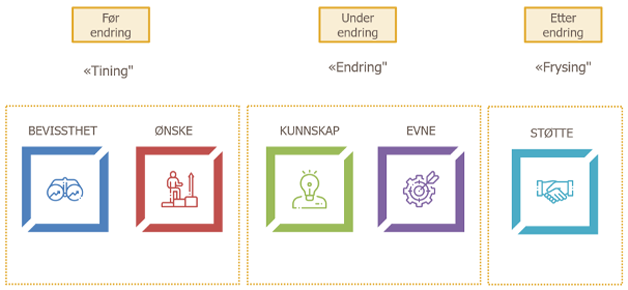 Før
endring
Under
endring
Etter
endring
«Tining"
«Endring"
«Frysing"
BEVISSTHET
ØNSKE
KUNNSKAP
EVNE
STØTTE